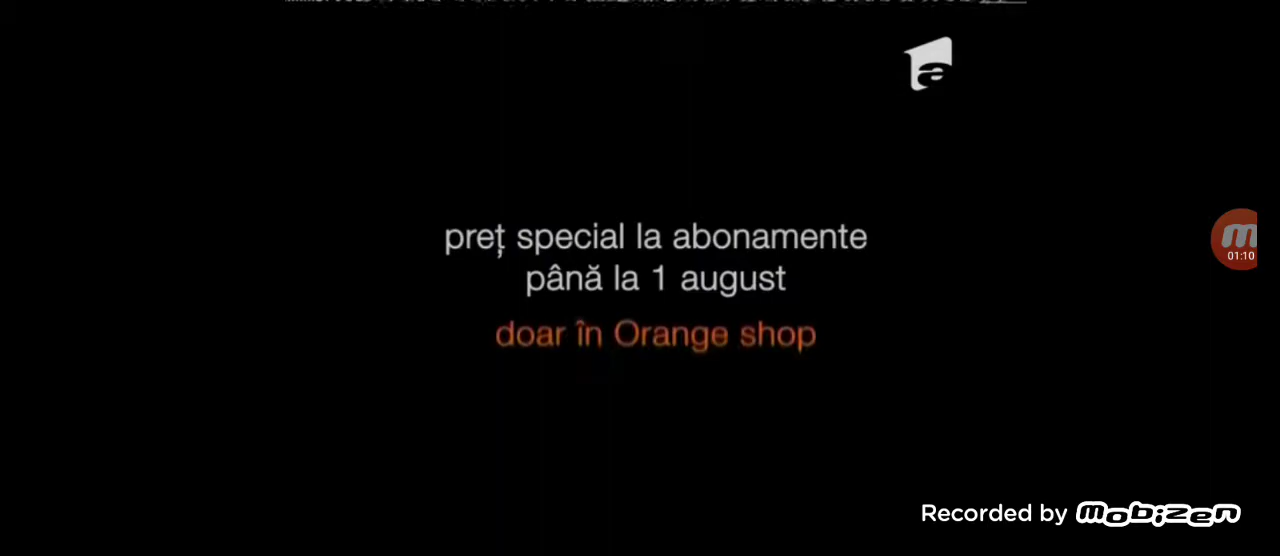 preț special la abonamente
până la 1 august
doar în Orange shop
01:10
Recorded by mobizen